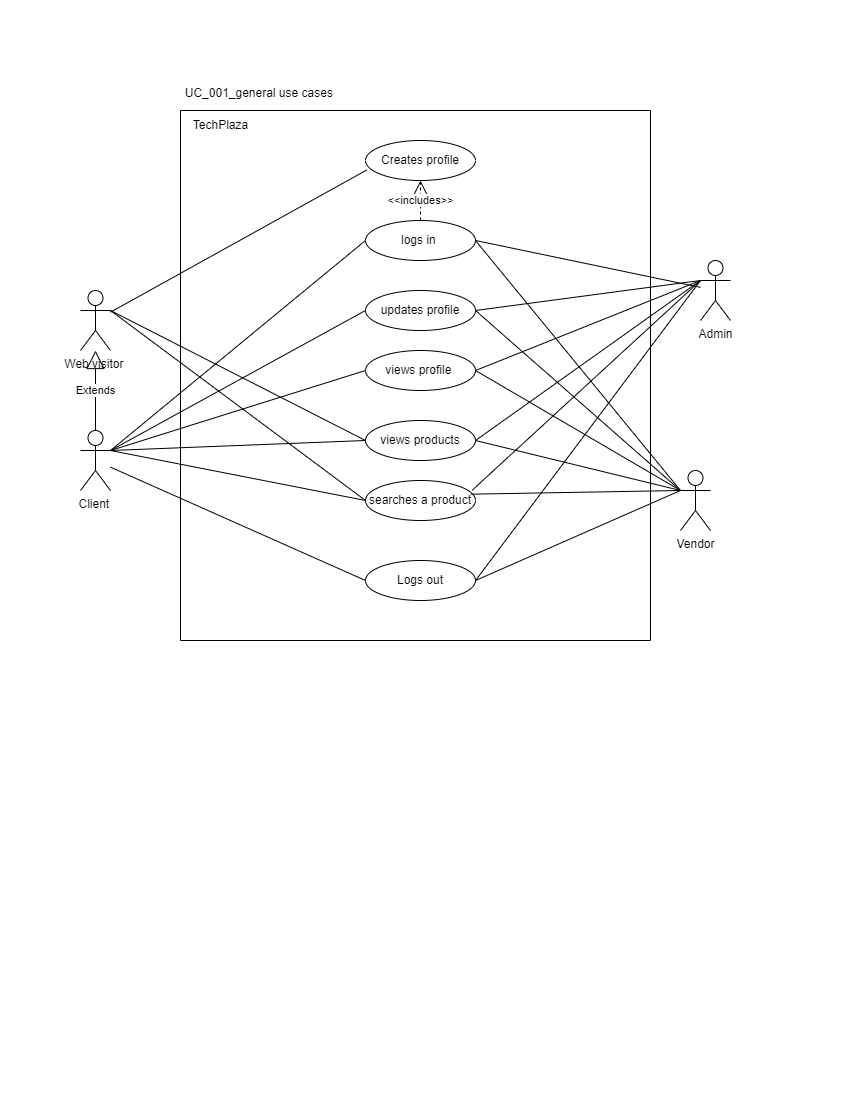 UC_001_general use cases
TechPlaza
Creates profile
<<includes>>
logs in
updates profile
Admin
Web visitor
views profile
Extends
views products
searches a product
Client
Vendor
Logs out